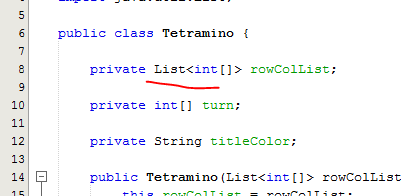 5
6 public class Tetramino {
7
8 private List<int[]> rowColList;
9
10 private int[] turn;
11
12 private String titleColor;
13
14 public Tetramino(List<int[]> rowColList
15 this.rowColList = rowColList;